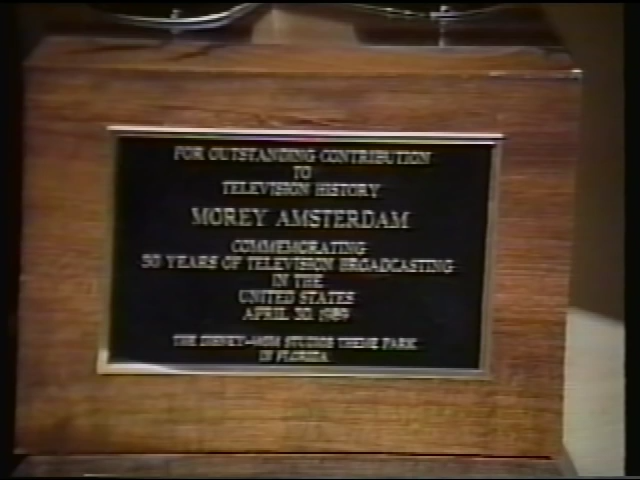 FOR OUTSTANDING CONTRIBUTION
TO
TELEVISION HISTORY
MOREY AMSTERDAM
COMMEMORATING
50 YEARS OF TELEVISION BROADCASTING
IN THE
UNITED STATES
APRIL 30, 1989
THE DISNEY-MGM STUDIOS THEME PARK
IN FLORIDA